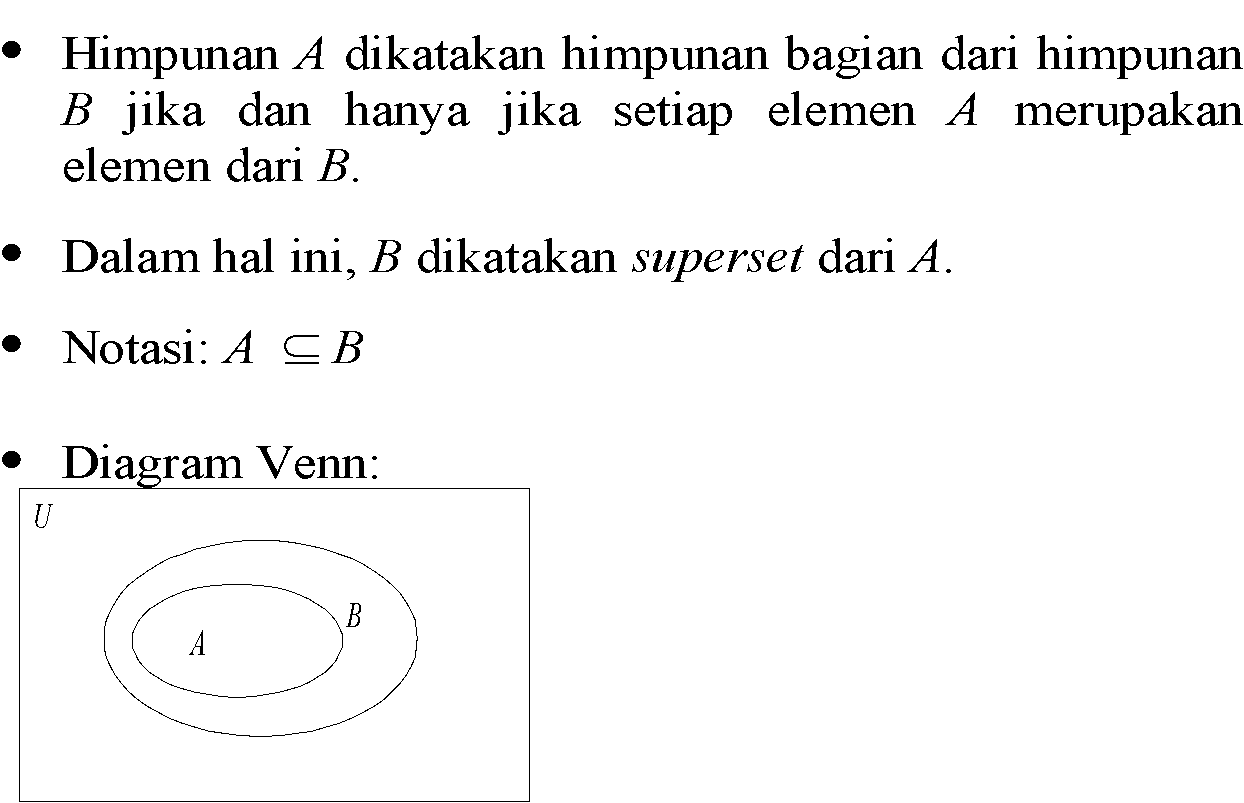 • Himpunan A dikatakan himpunan bagian dari himpunan
B jika dan hanya jika setiap elemen A merupakan
elemen dari B.
• Dalam hal ini, B dikatakan superset dari A.
• Notasi: A ⊆ B
• Diagram Venn:
U
B
A